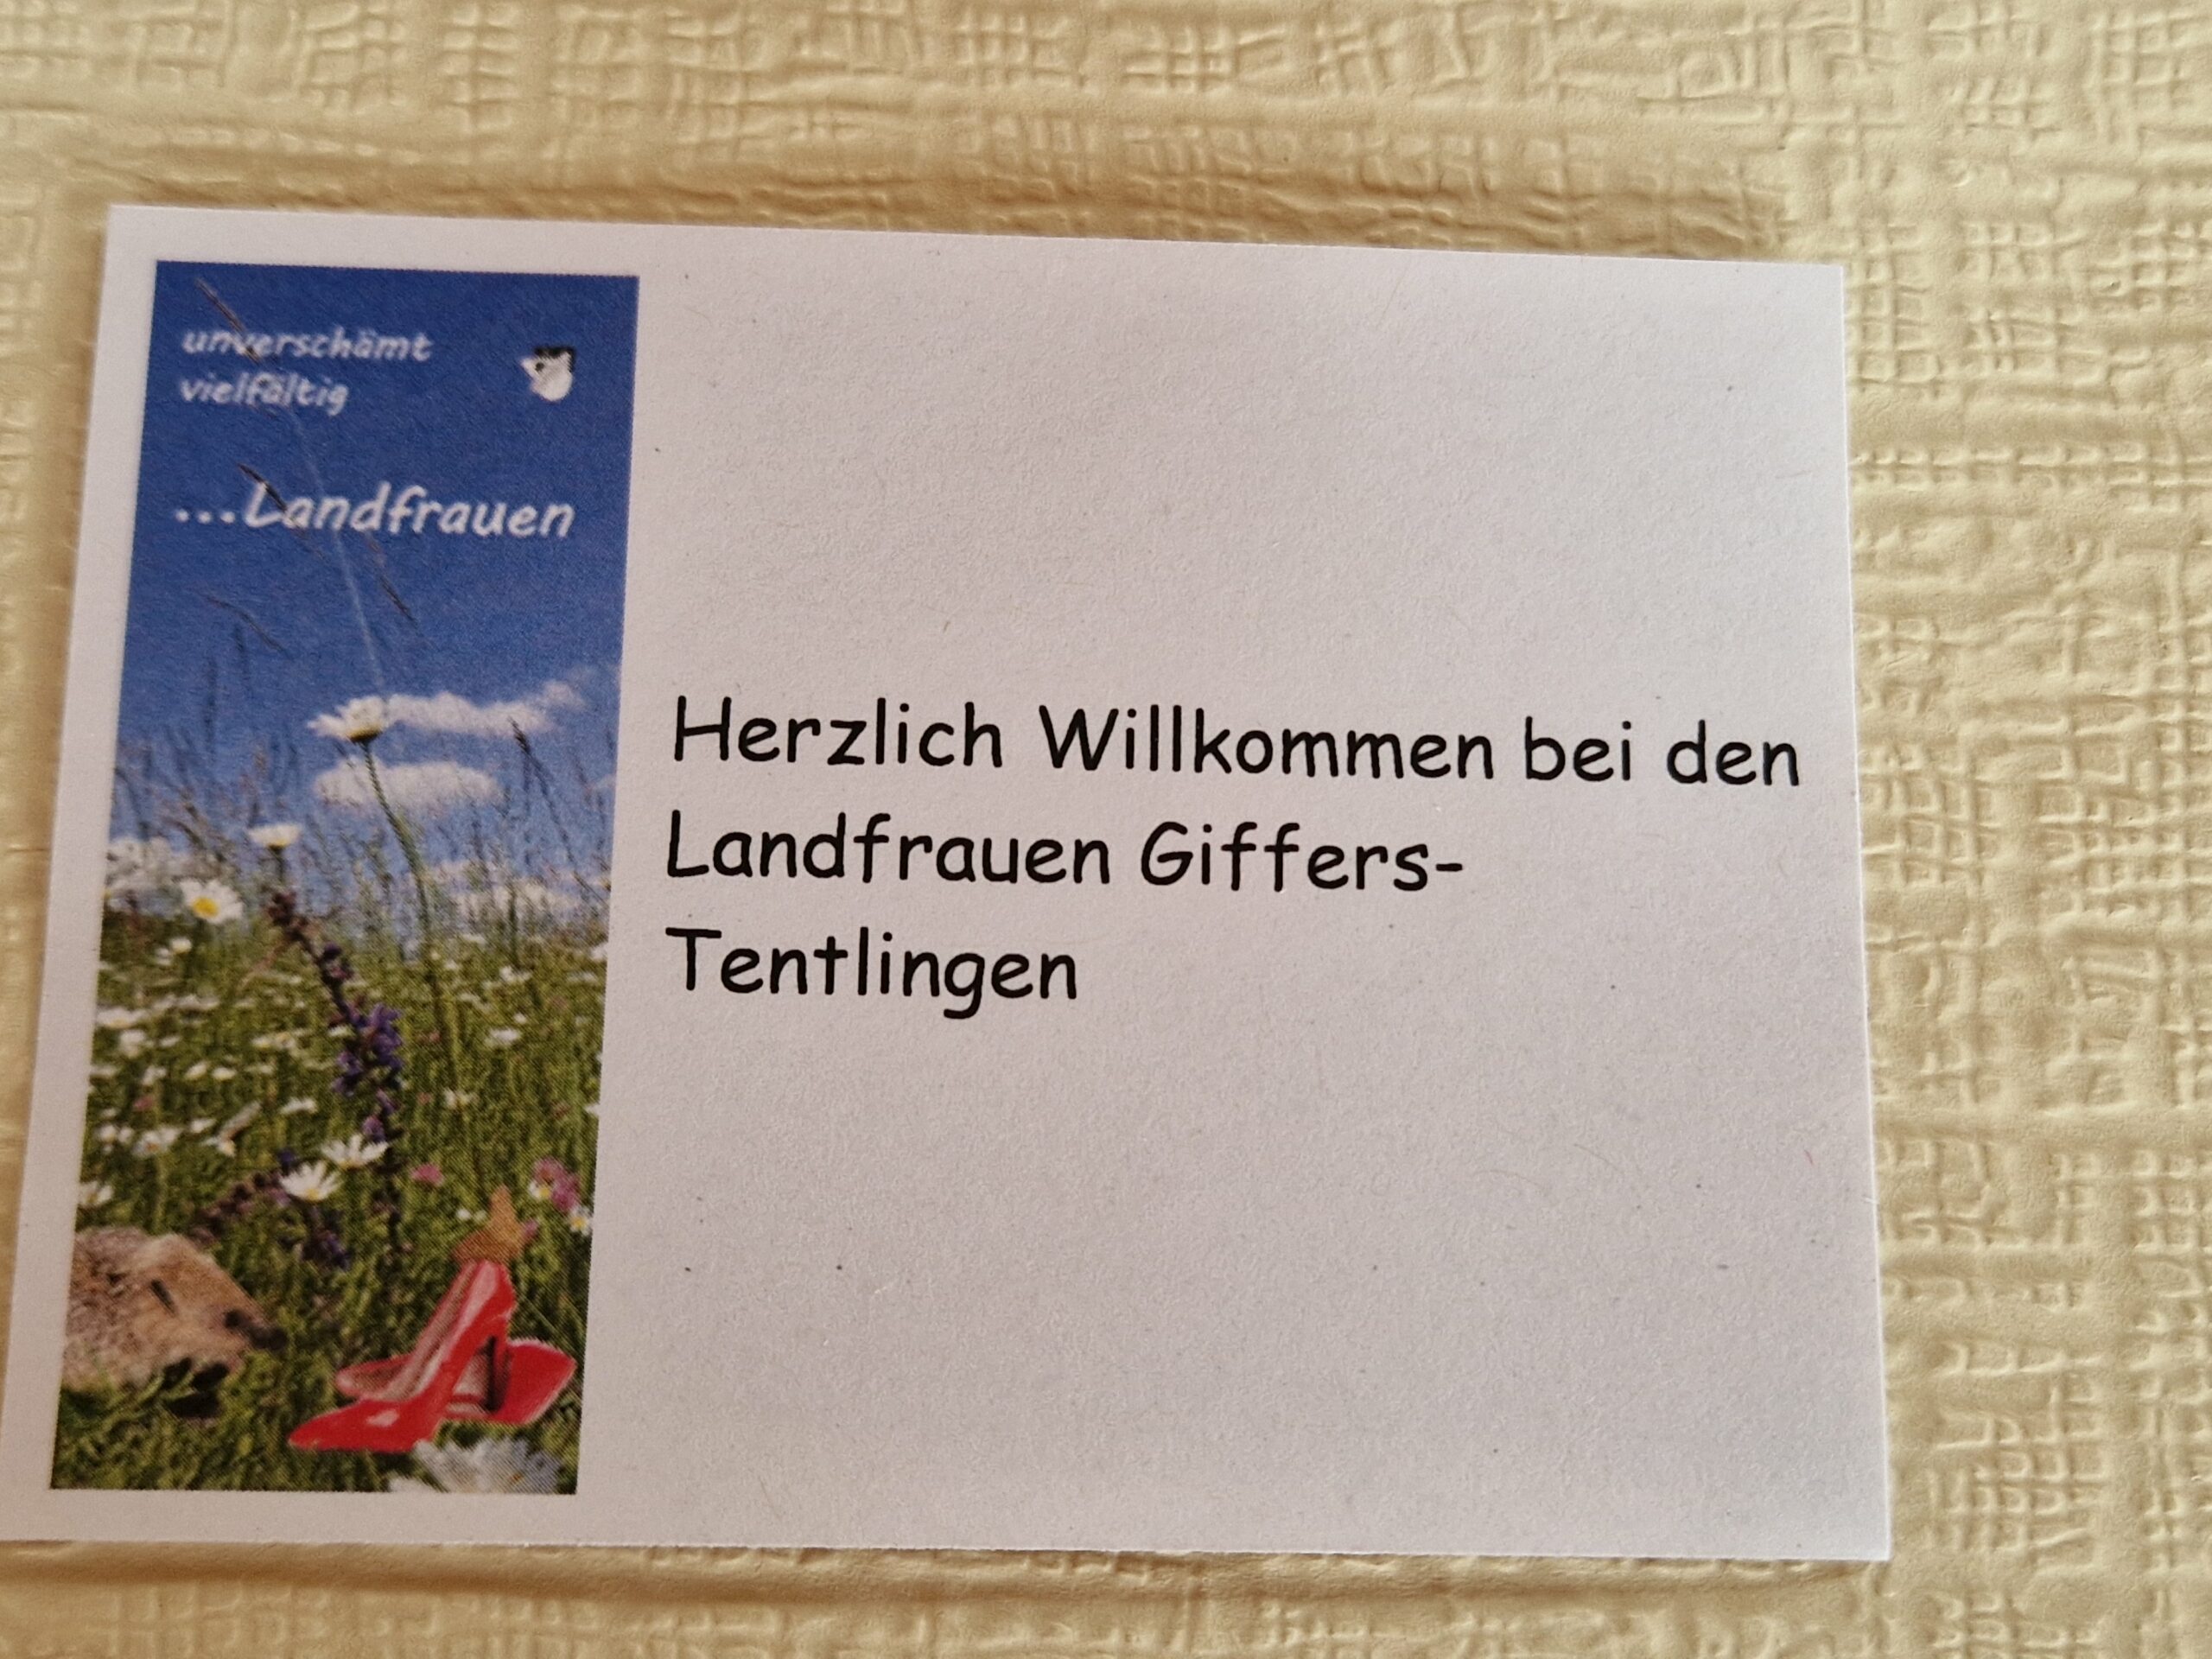 unverschämt
vielfältig
...Landfrauen
Herzlich Willkommen bei den
Landfrauen Giffers-
Tentlingen